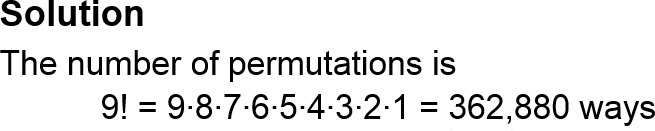 Solution
The number of permutations is
9! = 9·8·7·6·5·4·3·2·1 = 362,880 ways